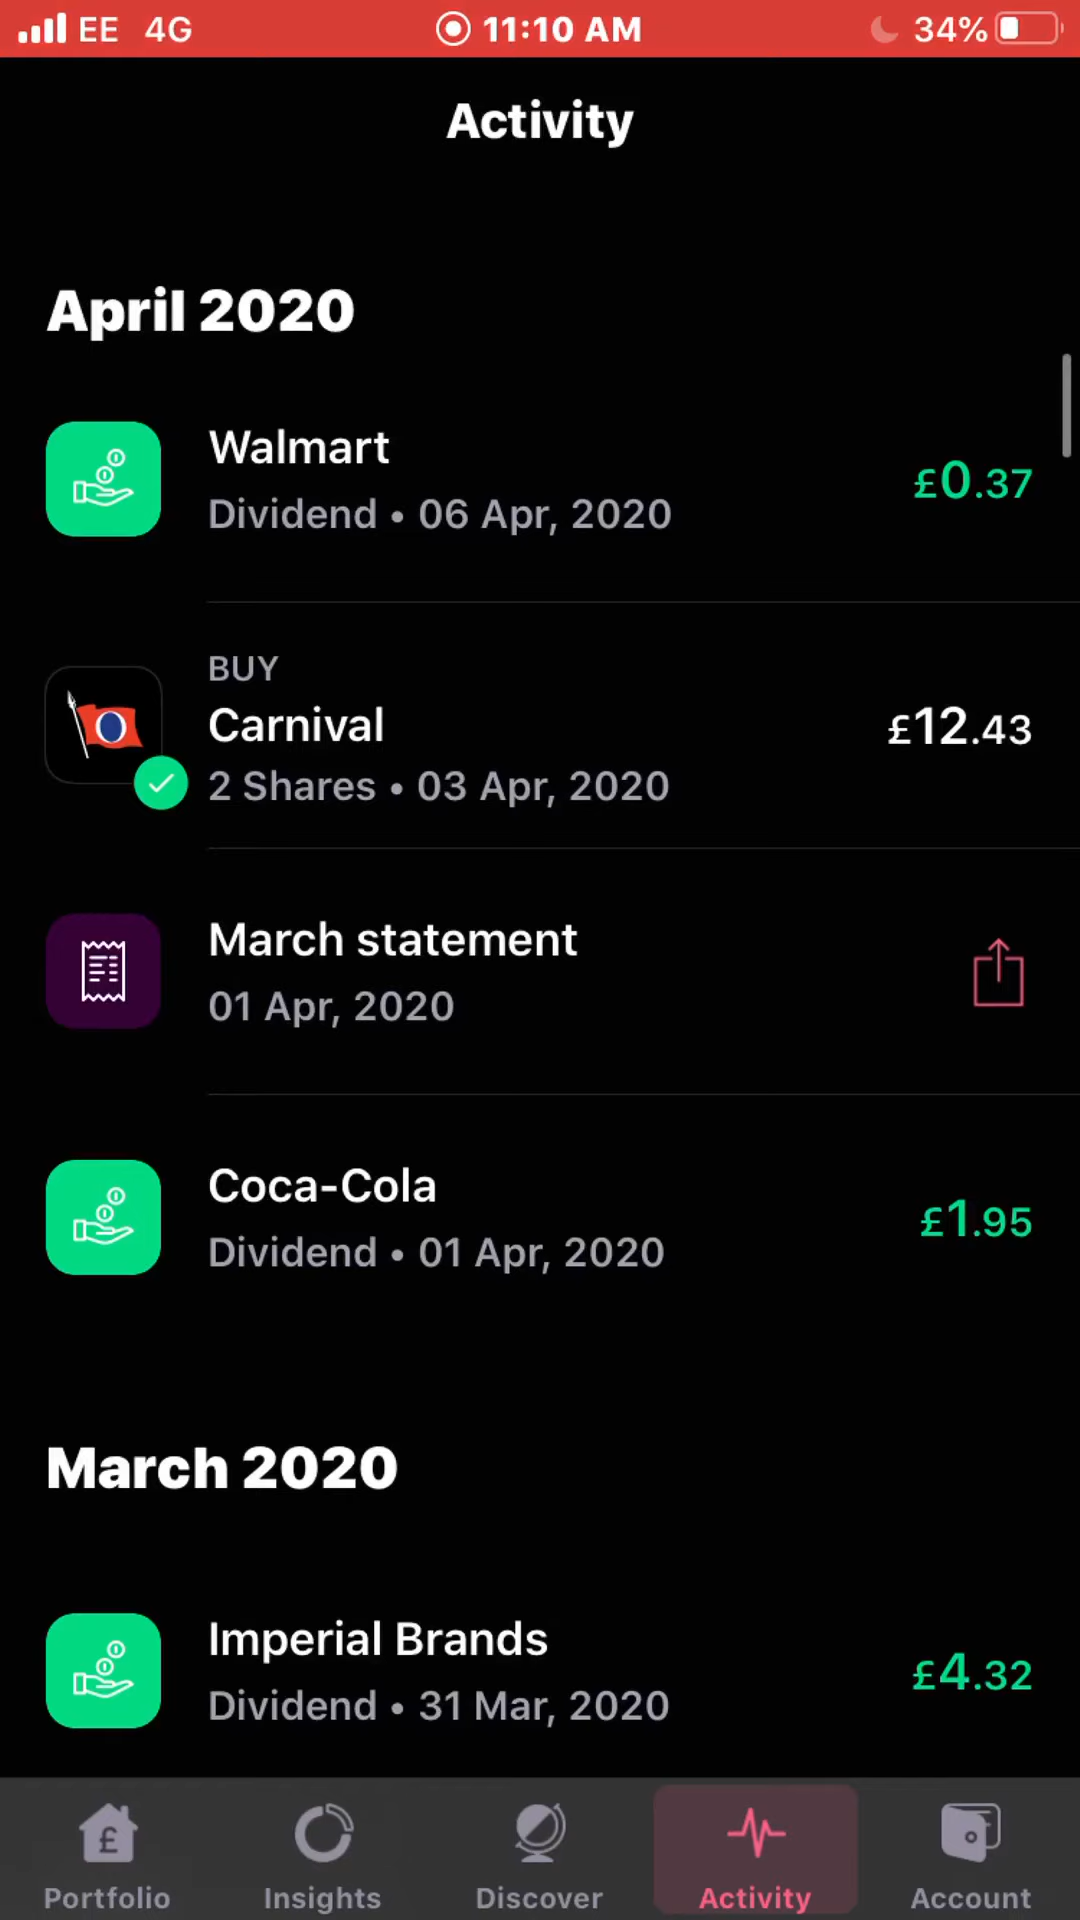 EE 4G 11:10 AM 34%
Activity
April 2020
Walmart
£0.37
Dividend • 06 Apr, 2020
BUY
Carnival
£12.43
2 Shares • 03 Apr, 2020
March statement
01 Apr, 2020
Coca-Cola
£1.95
Dividend • 01 Apr, 2020
March 2020
Imperial Brands
£4.32
Dividend • 31 Mar, 2020
£
Portfolio Insights Discover Activity Account